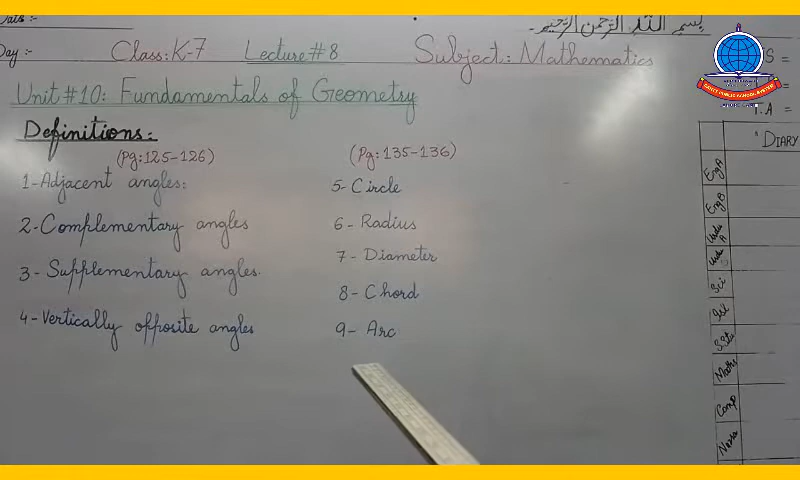 Date:-
بسم اللہ الرحمن الرحیم۔
Day:- Class: K-7 Lecture #8 Subject: Mathematics
S =
=
T.A =
Unit #10: Fundamentals of Geometry
Definitions:
(Pg:125-126)
1-Adjacent angles:
2-Complementary angles
3-Supplementary angles.
4-Vertically opposite angles
(Pg:135-136)
5-Circle
6-Radius
7-Diameter
8-Chord
9-Arc
"DIARY
Eng A
Eng B
Urdu A
Urdu
Sci
Isl
S.St
Maths
Comp